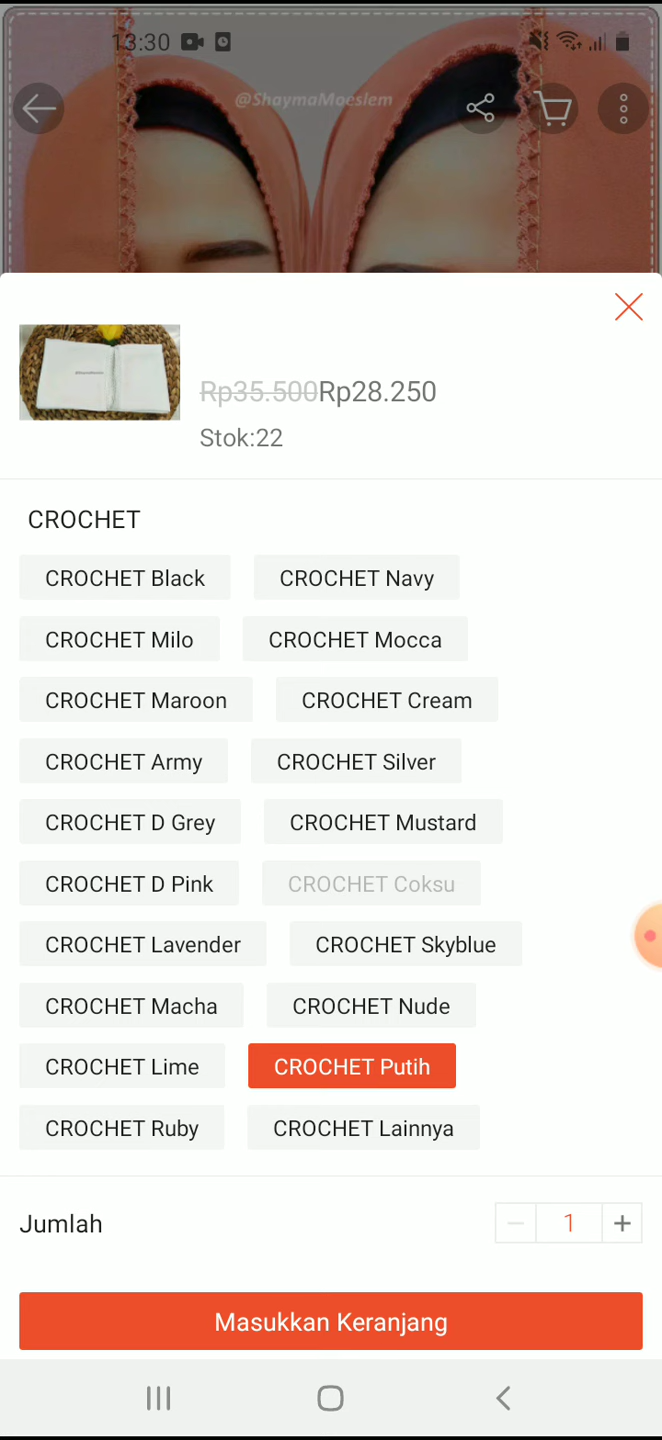 13:30
@ShaymaMoeslem
Rp35.500Rp28.250
Stok:22
CROCHET
CROCHET Black CROCHET Navy
CROCHET Milo CROCHET Mocca
CROCHET Maroon CROCHET Cream
CROCHET Army CROCHET Silver
CROCHET D Grey CROCHET Mustard
CROCHET D Pink CROCHET Coksu
CROCHET Lavender CROCHET Skyblue
CROCHET Macha CROCHET Nude
CROCHET Lime CROCHET Putih
CROCHET Ruby CROCHET Lainnya
Jumlah − 1 +
Masukkan Keranjang